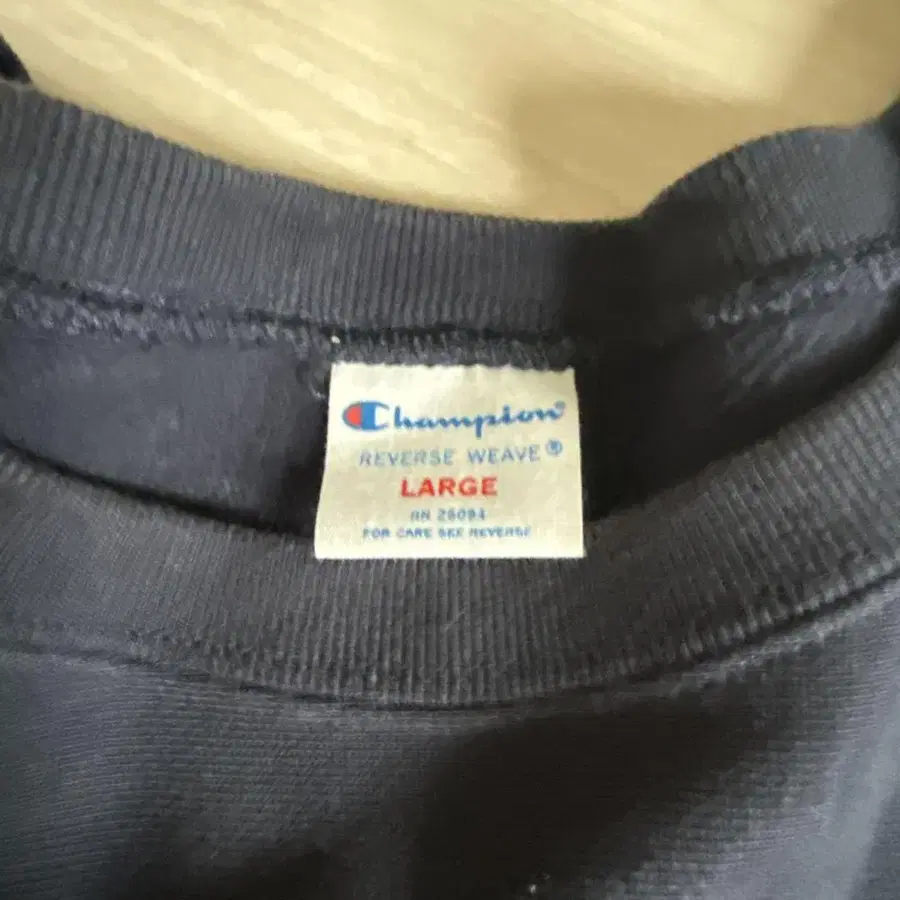 Champion®
REVERSE WEAVE®
LARGE
RN 26094
FOR CARE SEE REVERSE